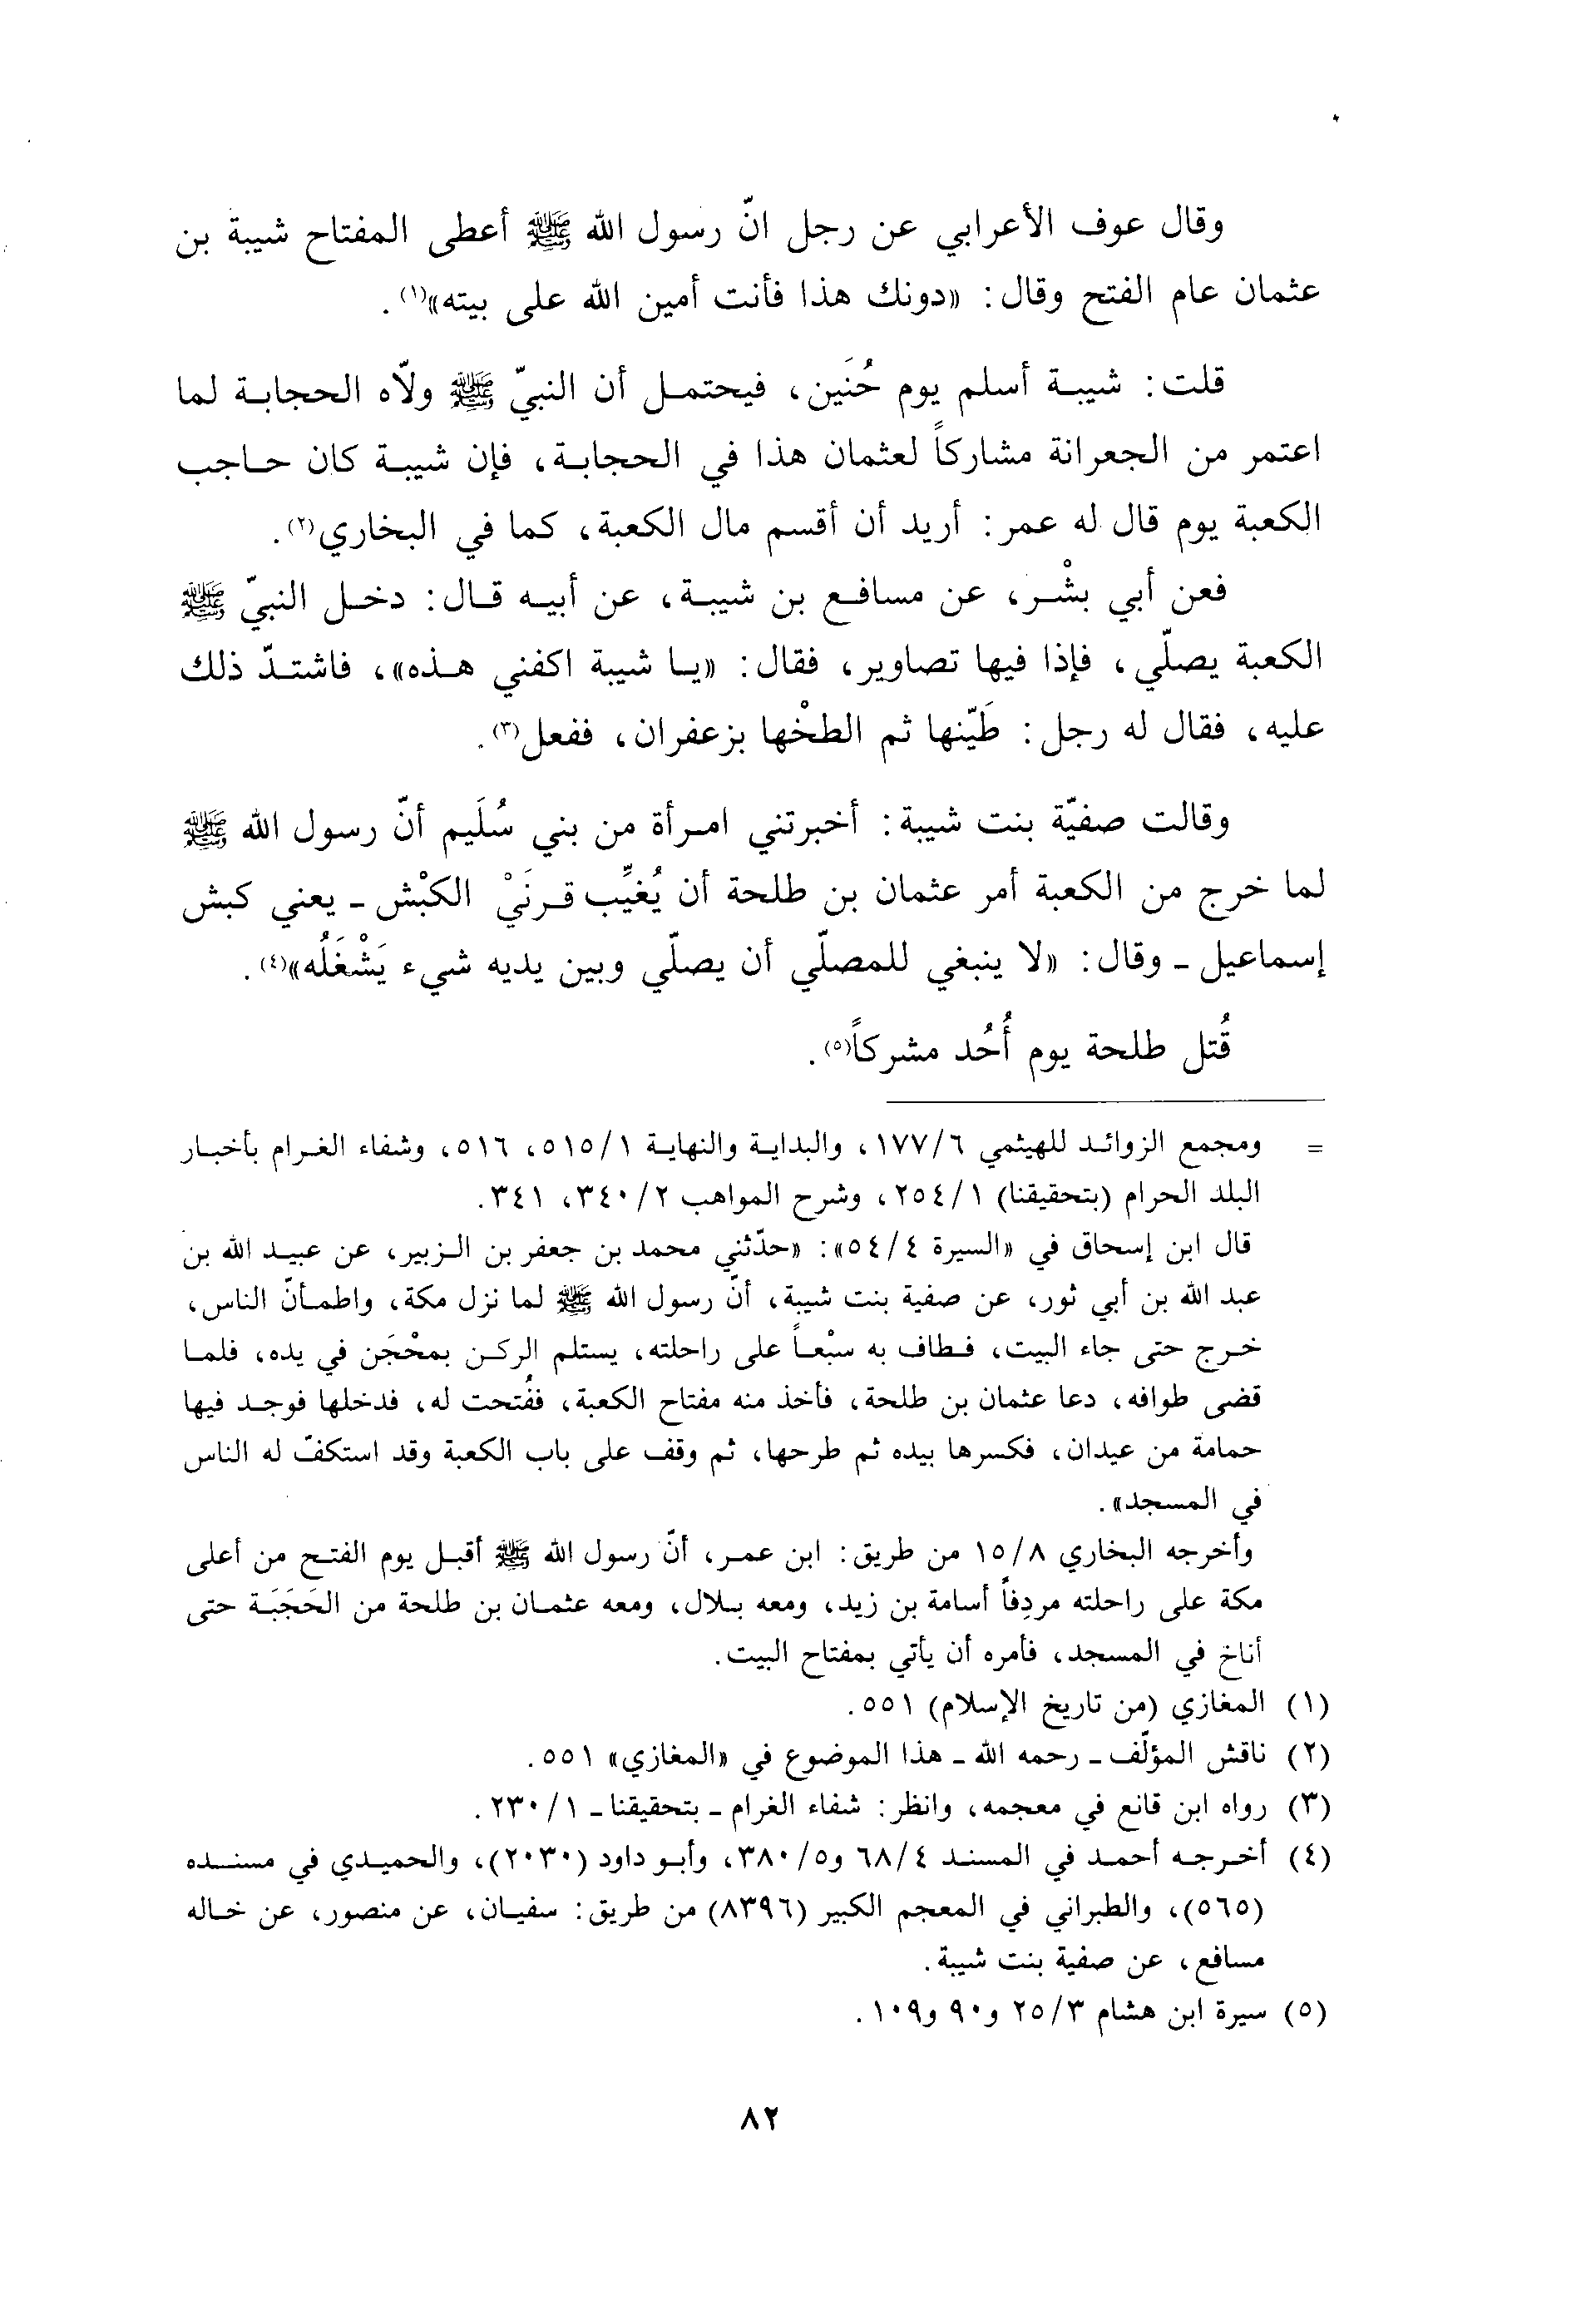 وقال عوف الأعرابي عن رجل انّ رسول الله ﷺ أعطى المفتاح شيبة بن
عثمان عام الفتح وقال: «دونك هذا فأنت أمين الله على بيته»(١).
قلت: شيبة أسلم يوم حُنَين، فيحتمل أن النبيّ ﷺ ولّاه الحجابة لما
اعتمر من الجعرانة مشاركاً لعثمان هذا في الحجابة، فإن شيبة كان حاجب
الكعبة يوم قال له عمر: أريد أن أقسم مال الكعبة، كما في البخاري(٢).
فعن أبي بشْر، عن مسافع بن شيبة، عن أبيه قال: دخل النبيّ ﷺ
الكعبة يصلّي، فإذا فيها تصاوير، فقال: «يا شيبة اكفني هذه»، فاشتدّ ذلك
عليه، فقال له رجل: طَيّنها ثم الطخْها بزعفران، ففعل(٣).
وقالت صفيّة بنت شيبة: أخبرتني امرأة من بني سُلَيم أنّ رسول الله ﷺ
لما خرج من الكعبة أمر عثمان بن طلحة أن يُغيِّب قرنَيْ الكبْش ـ يعني كبش
إسماعيل ـ وقال: «لا ينبغي للمصلّي أن يصلّي وبين يديه شيء يَشْغَلُه»(٤).
قُتل طلحة يوم أُحُد مشركاً(٥).
= ومجمع الزوائد للهيثمي ٦/١٧٧، والبداية والنهاية ١/٥١٥، ٥١٦، وشفاء الغرام بأخبار
البلد الحرام (بتحقيقنا) ١/٢٥٤، وشرح المواهب ٢/٣٤٠، ٣٤١.
قال ابن إسحاق في «السيرة ٤/٥٤»: «حدّثني محمد بن جعفر بن الزبير، عن عبيد الله بن
عبد الله بن أبي ثور، عن صفية بنت شيبة، أنّ رسول الله ﷺ لما نزل مكة، واطمأنّ الناس،
خرج حتى جاء البيت، فطاف به سبْعاً على راحلته، يستلم الركن بمحْجَن في يده، فلما
قضى طوافه، دعا عثمان بن طلحة، فأخذ منه مفتاح الكعبة، ففُتحت له، فدخلها فوجد فيها
حمامة من عيدان، فكسرها بيده ثم طرحها، ثم وقف على باب الكعبة وقد استكفّ له الناس
في المسجد».
وأخرجه البخاري ٨/١٥ من طريق: ابن عمر، أنّ رسول الله ﷺ أقبل يوم الفتح من أعلى
مكة على راحلته مردِفاً أسامة بن زيد، ومعه بلال، ومعه عثمان بن طلحة من الحَجَبَة حتى
أناخ في المسجد، فأمره أن يأتي بمفتاح البيت.
(١) المغازي (من تاريخ الإسلام) ٥٥١.
(٢) ناقش المؤلّف ـ رحمه الله ـ هذا الموضوع في «المغازي» ٥٥١.
(٣) رواه ابن قانع في معجمه، وانظر: شفاء الغرام ـ بتحقيقنا ـ ١/٢٣٠.
(٤) أخرجه أحمد في المسند ٤/٦٨ و٥/٣٨٠، وأبو داود (٢٠٣٠)، والحميدي في مسنده
(٥٦٥)، والطبراني في المعجم الكبير (٨٣٩٦) من طريق: سفيان، عن منصور، عن خاله
مسافع، عن صفية بنت شيبة.
(٥) سيرة ابن هشام ٣/٢٥ و٩٠ و١٠٩.
٨٢